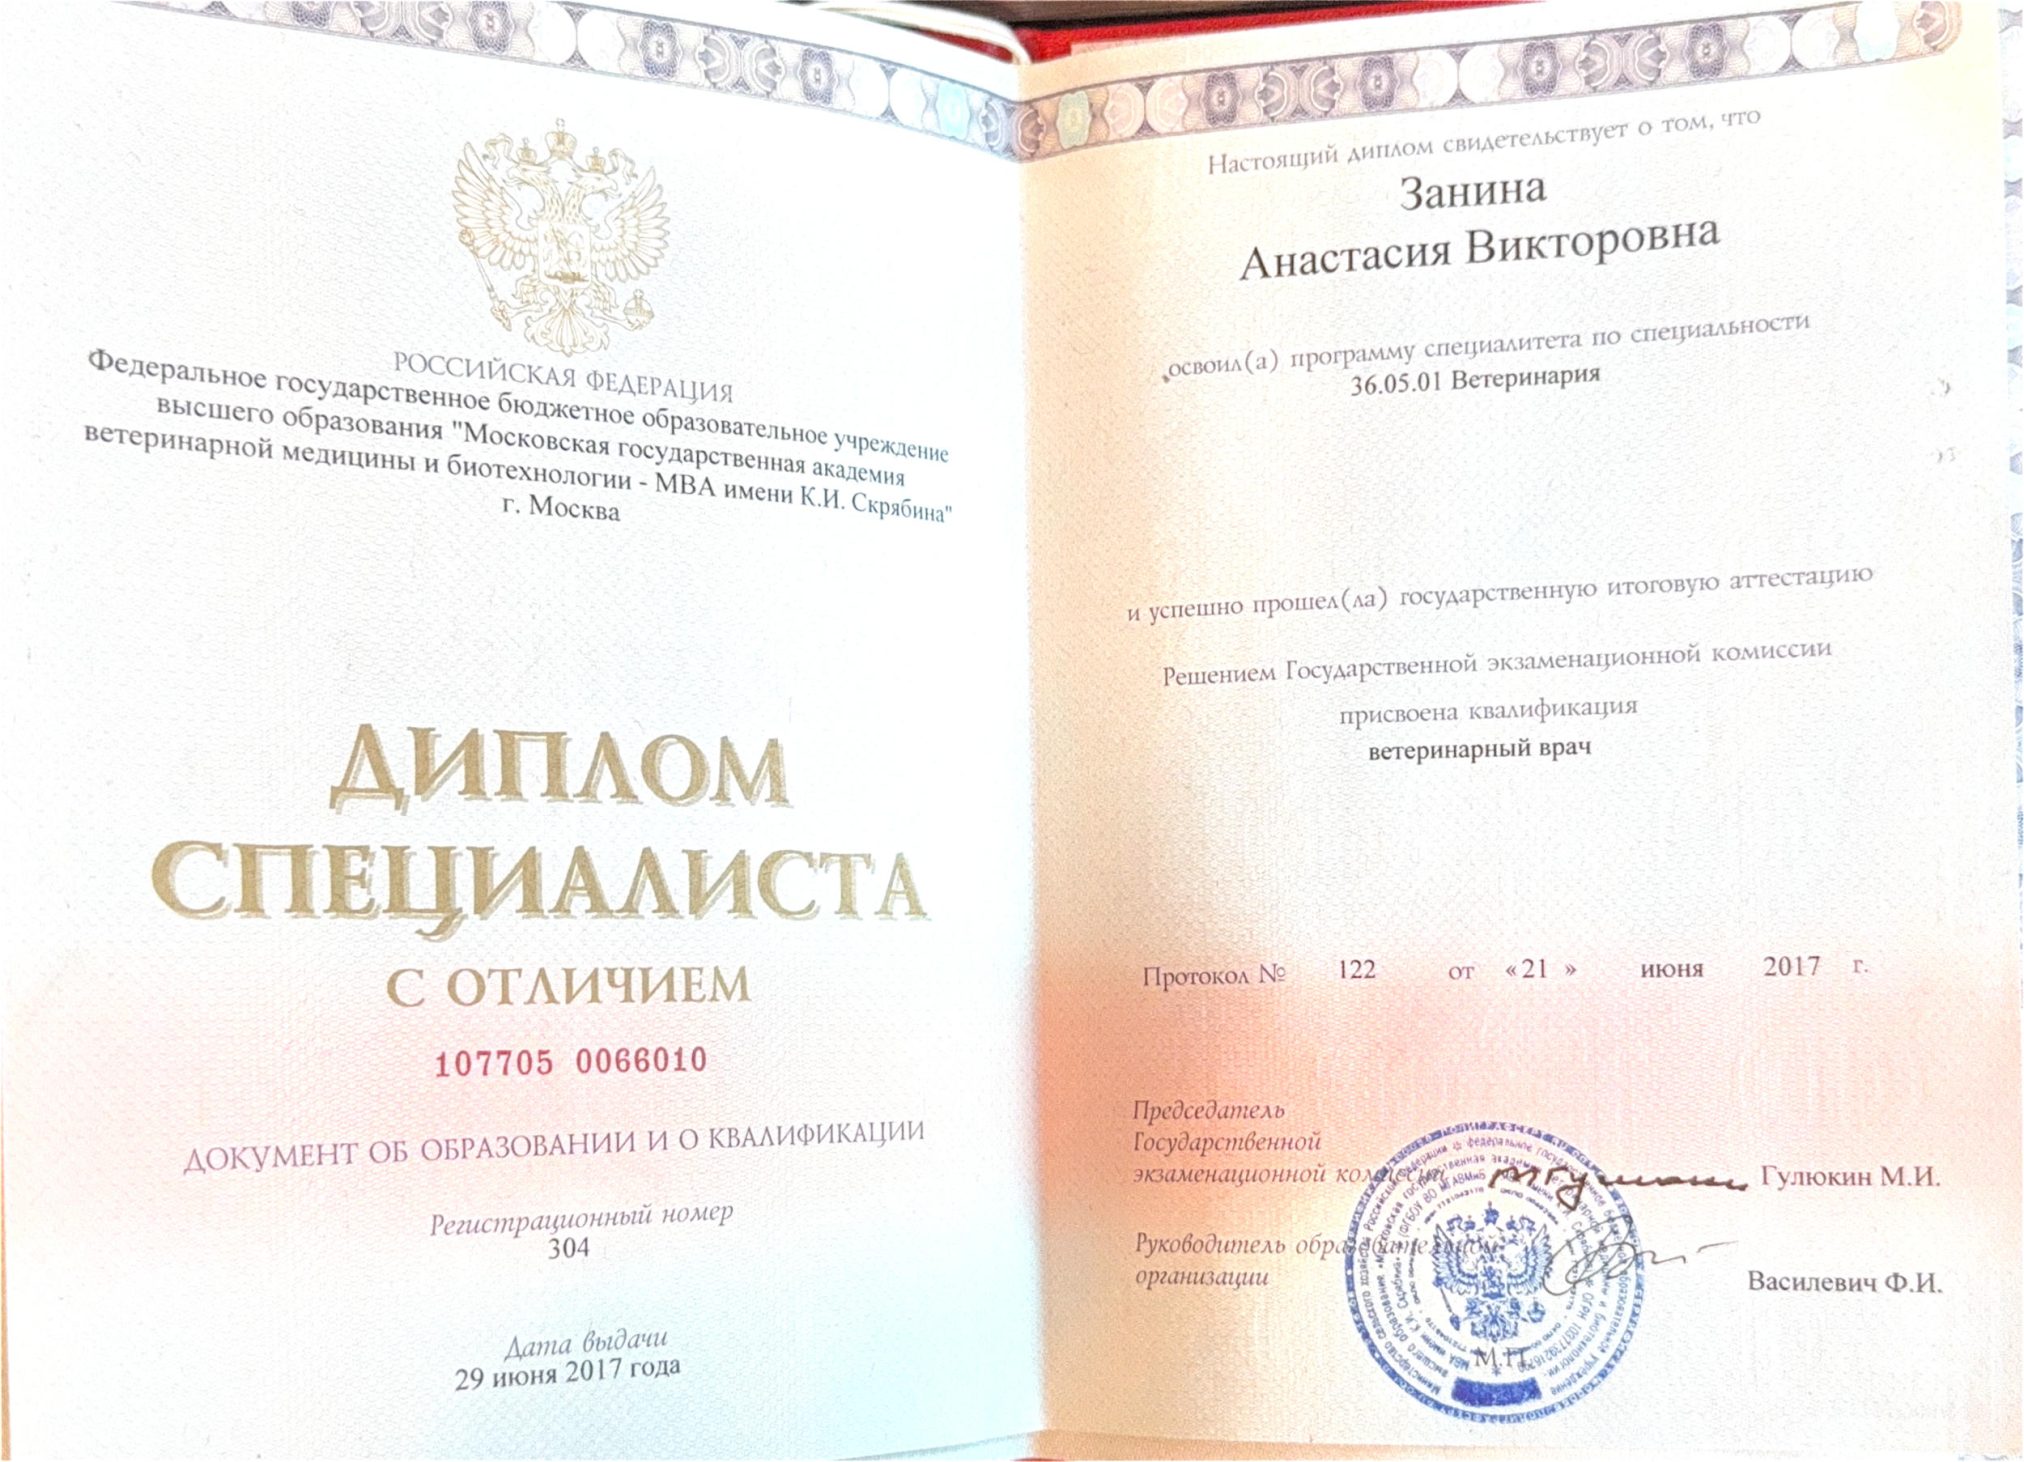 РОССИЙСКАЯ ФЕДЕРАЦИЯ
Федеральное государственное бюджетное образовательное учреждение
высшего образования "Московская государственная академия
ветеринарной медицины и биотехнологии - МВА имени К.И. Скрябина"
г. Москва
ДИПЛОМ
СПЕЦИАЛИСТА
С ОТЛИЧИЕМ
107705 0066010
ДОКУМЕНТ ОБ ОБРАЗОВАНИИ И О КВАЛИФИКАЦИИ
Регистрационный номер
304
Дата выдачи
29 июня 2017 года
Настоящий диплом свидетельствует о том, что
Занина
Анастасия Викторовна
освоил(а) программу специалитета по специальности
36.05.01 Ветеринария
и успешно прошел(ла) государственную итоговую аттестацию
Решением Государственной экзаменационной комиссии
присвоена квалификация
ветеринарный врач
Протокол № 122 от «21 » июня 2017 г.
Председатель
Государственной
экзаменационной комиссии
Гулюкин М.И.
Руководитель образовательной
организации
Василевич Ф.И.
М.П.